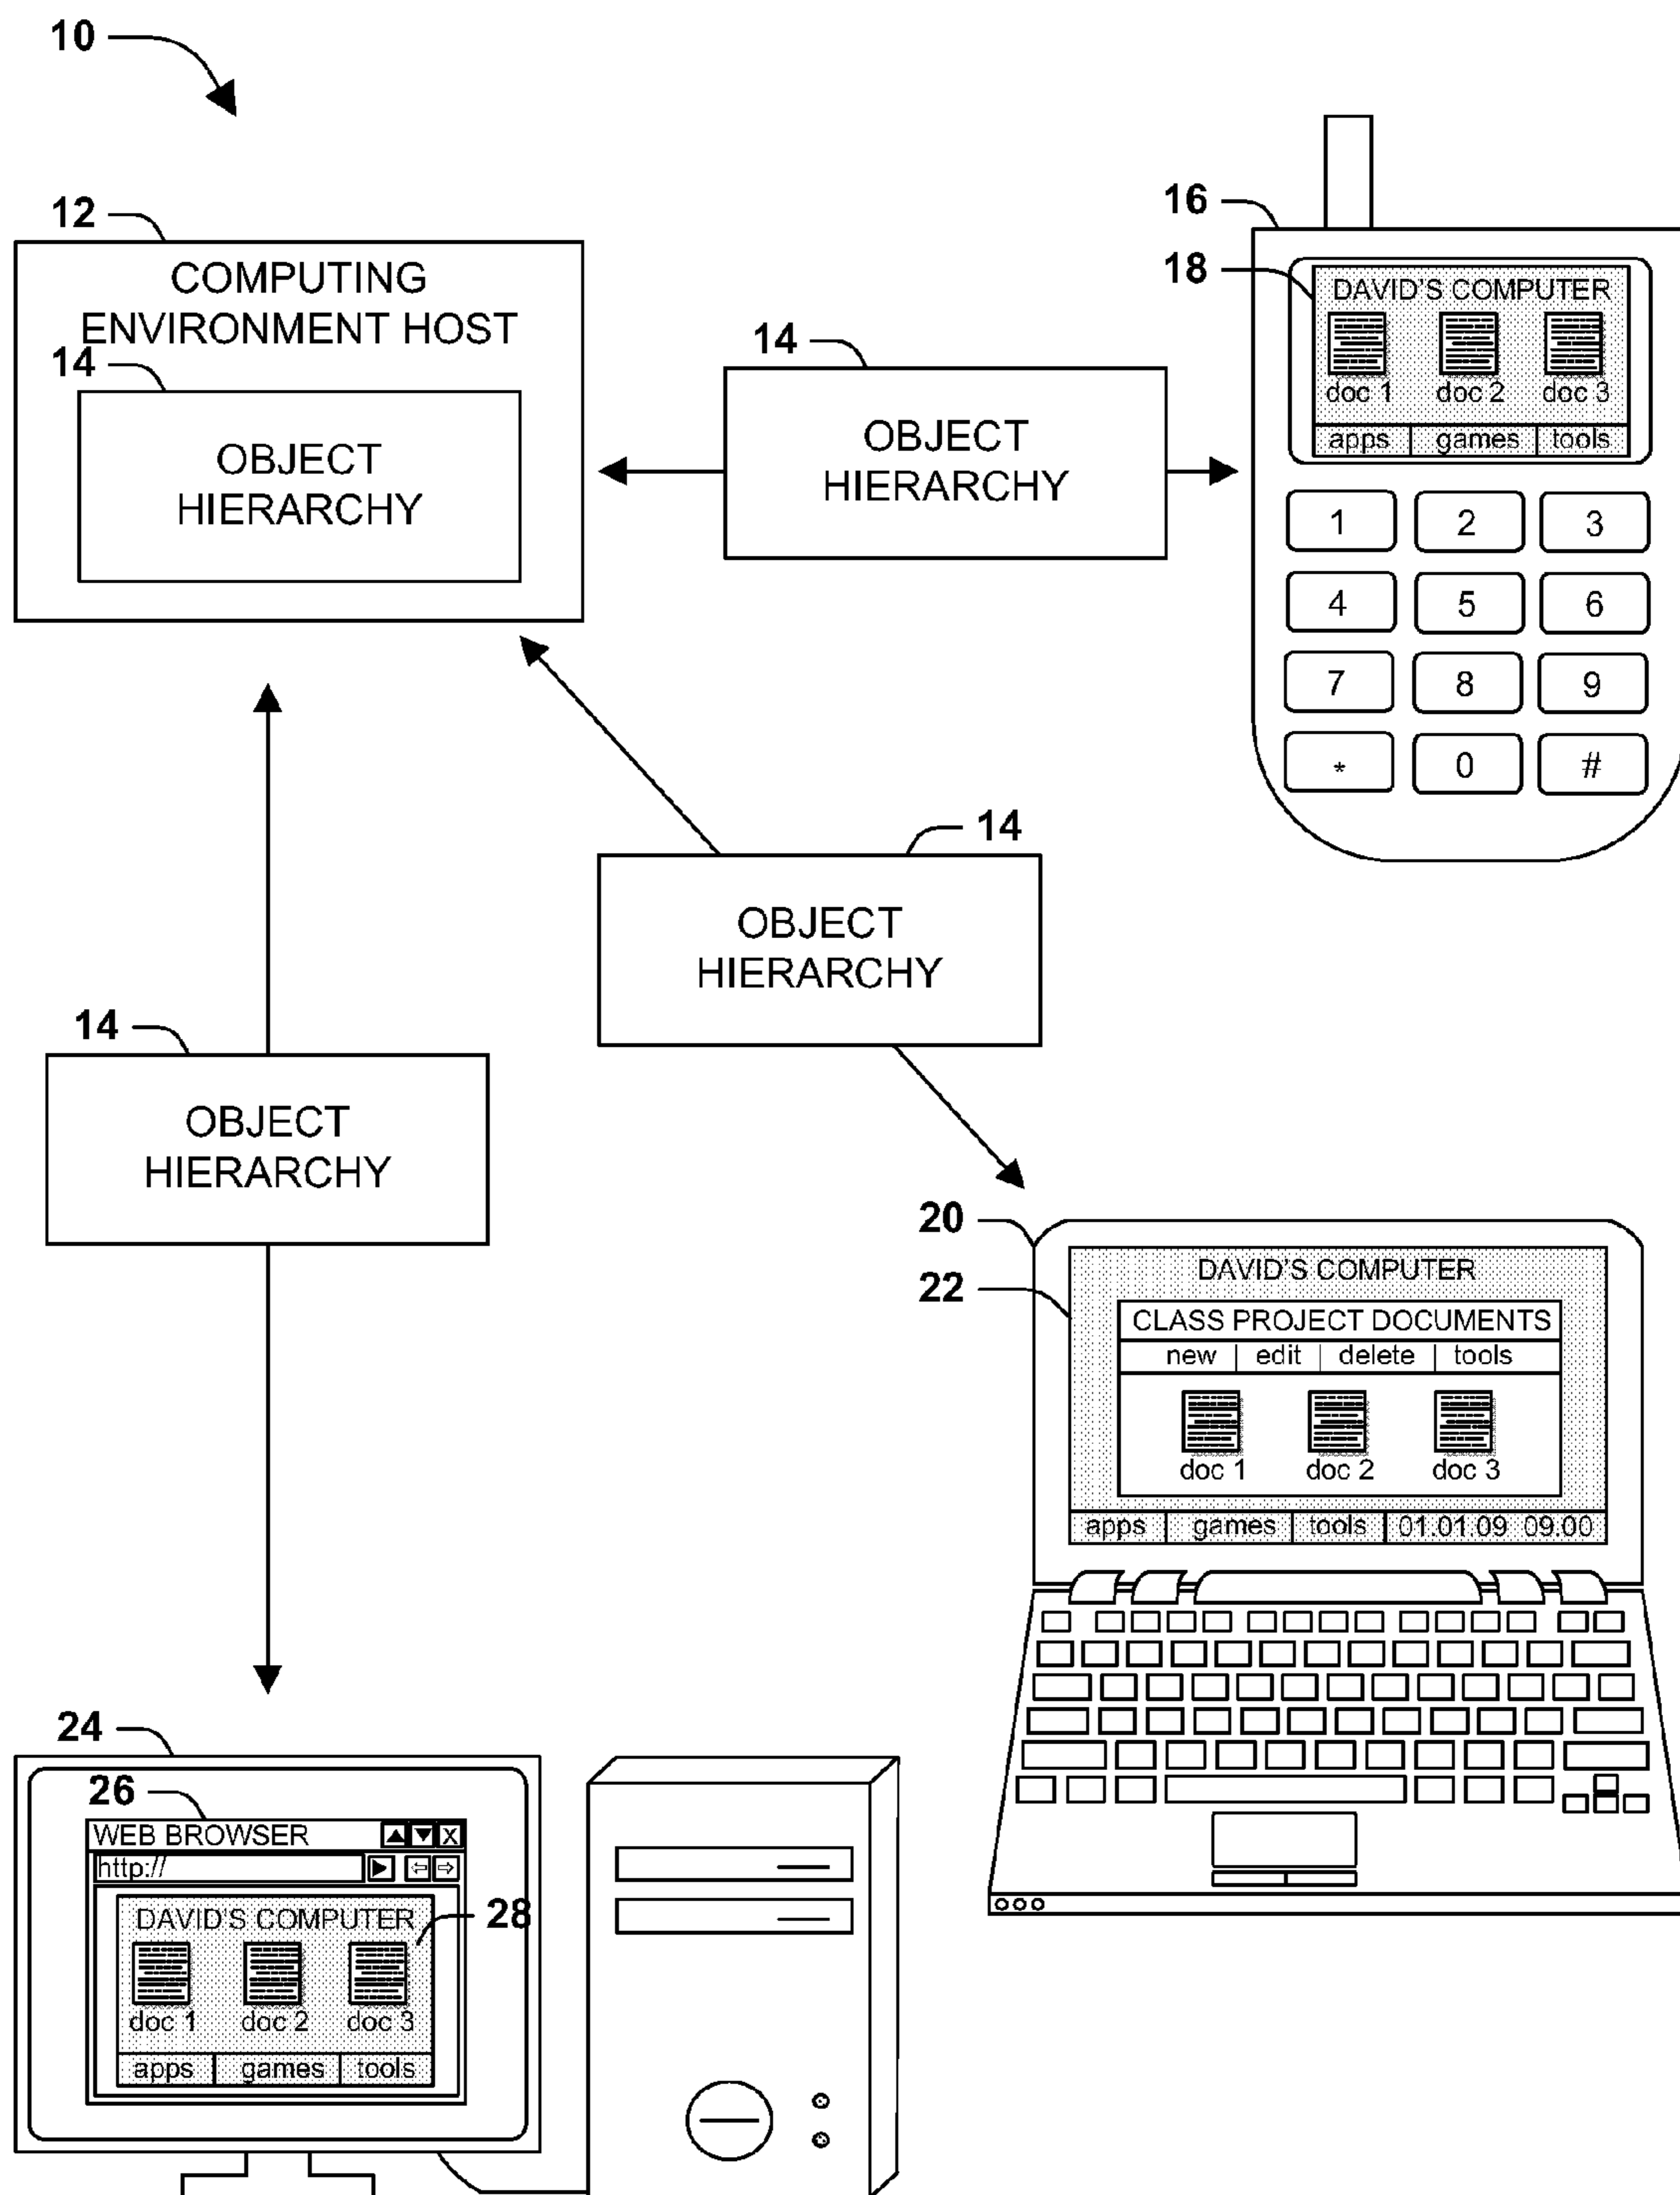 10
12
COMPUTING
ENVIRONMENT HOST
14
OBJECT
HIERARCHY
14
OBJECT
HIERARCHY
16
18
DAVID'S COMPUTER
doc 1 doc 2 doc 3
apps games tools
1 2 3
4 5 6
7 8 9
* 0 #
14
OBJECT
HIERARCHY
14
OBJECT
HIERARCHY
20
22
DAVID'S COMPUTER
CLASS PROJECT DOCUMENTS
new | edit | delete | tools
doc 1 doc 2 doc 3
apps games tools 01.01.09 09.00
24
26
WEB BROWSER X
http://
DAVID'S COMPUTER
28
doc 1 doc 2 doc 3
apps games tools